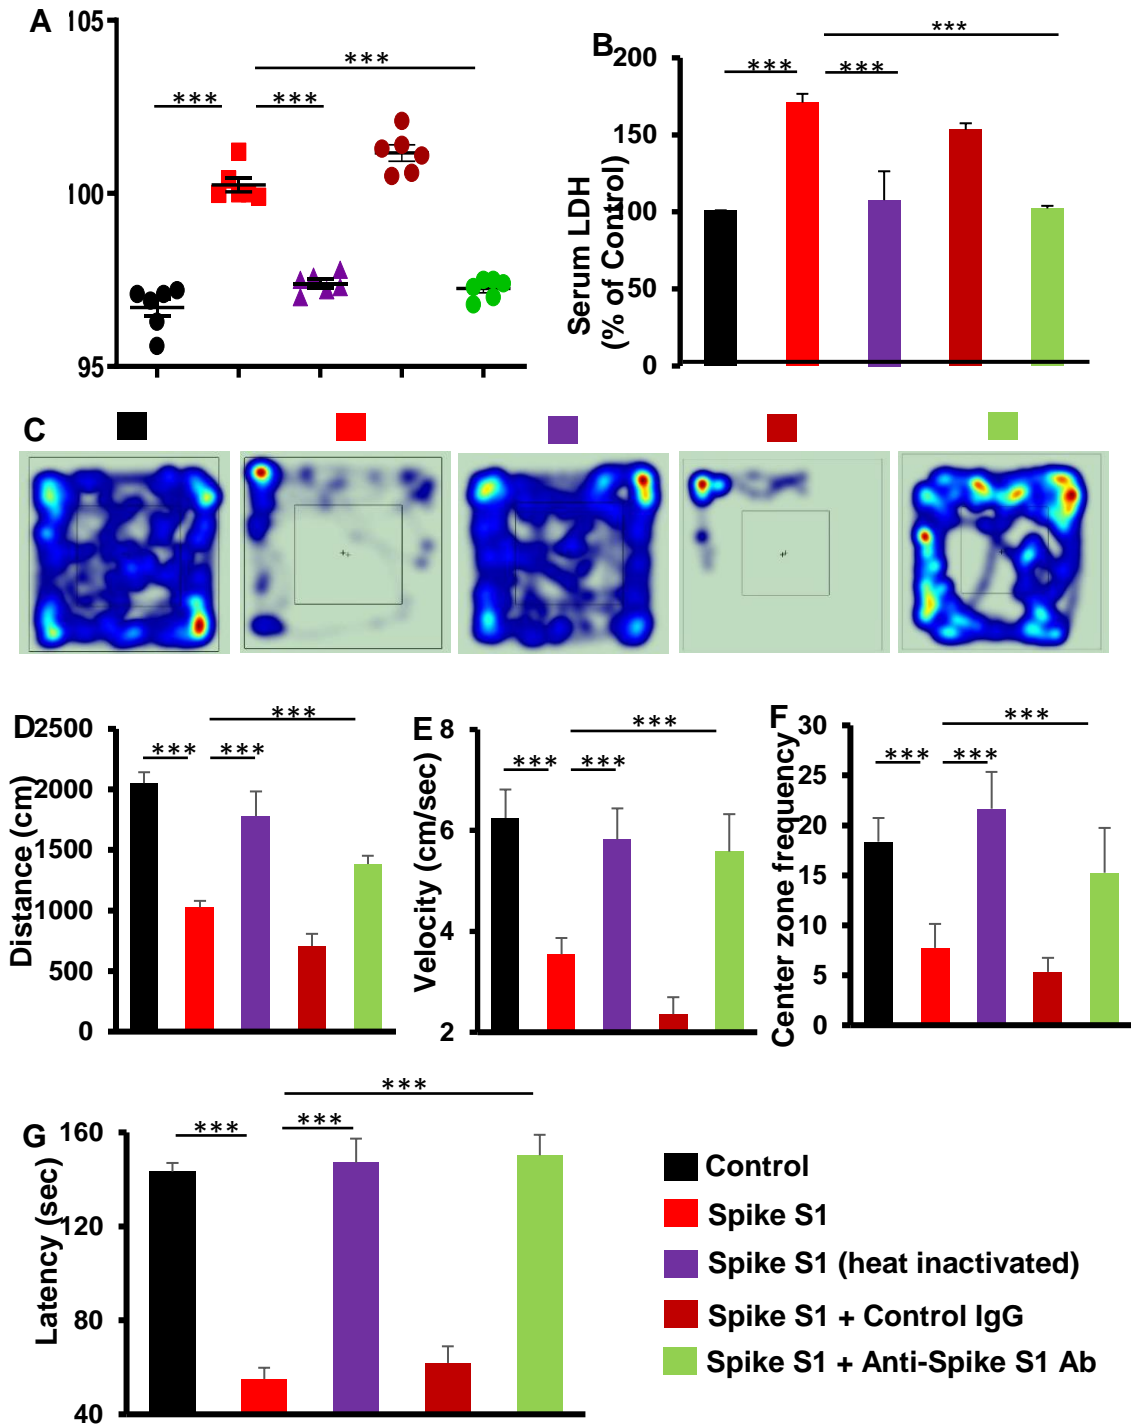 A
105
100
95
***
***
***
B
Serum LDH
(% of Control)
200
150
100
50
0
***
***
***
C
D
Distance (cm)
2500
2000
1500
1000
500
0
***
***
***
E
Velocity (cm/sec)
8
6
4
2
***
***
***
F
Center zone frequency
30
25
20
15
10
5
0
***
***
***
G
Latency (sec)
160
120
80
40
***
***
***
Control
Spike S1
Spike S1 (heat inactivated)
Spike S1 + Control IgG
Spike S1 + Anti-Spike S1 Ab